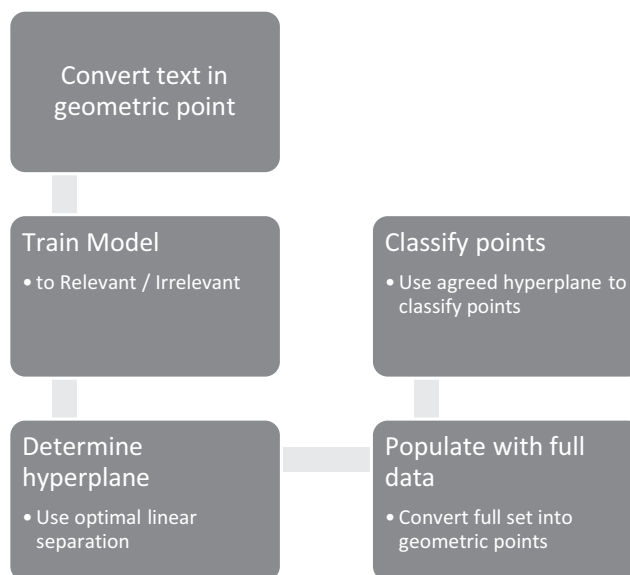 Convert text in
geometric point
Train Model
• to Relevant / Irrelevant
Determine
hyperplane
• Use optimal linear
separation
Populate with full
data
• Convert full set into
geometric points
Classify points
• Use agreed hyperplane to
classify points